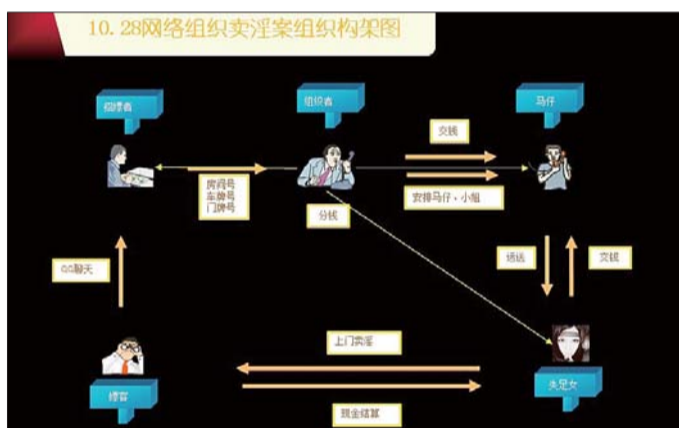 10.28网络组织卖淫案组织构架图
招嫖者
组织者
马仔
交钱
房间号
车牌号
门牌号
安排马仔、小姐
分钱
QQ聊天
接送
交钱
上门卖淫
嫖客
失足女
现金结算